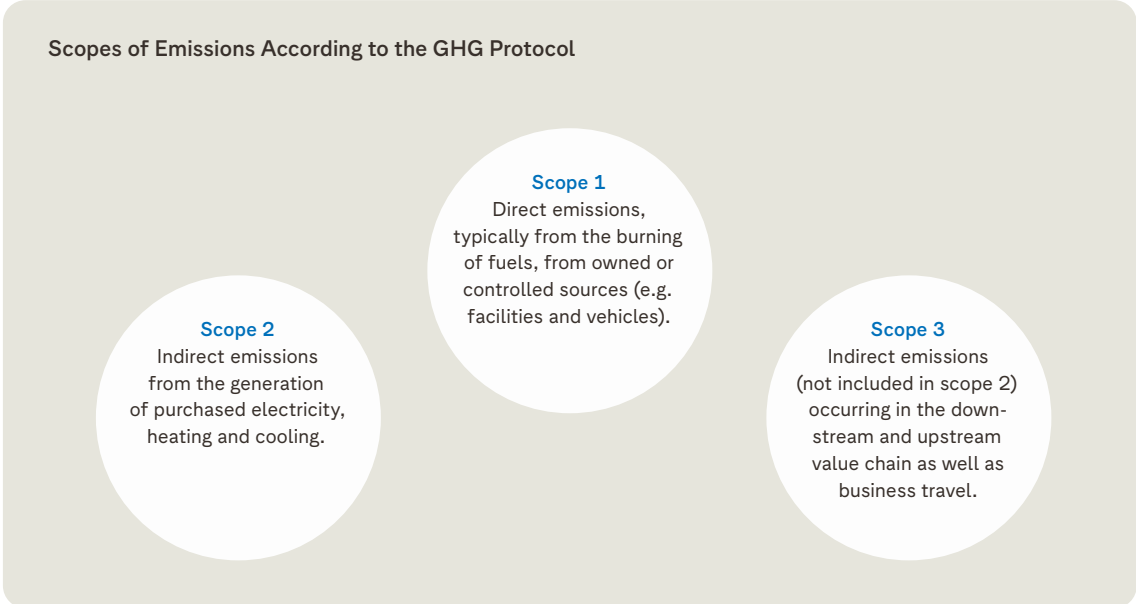 Scopes of Emissions According to the GHG Protocol
Scope 1
Direct emissions,
typically from the burning
of fuels, from owned or
controlled sources (e.g.
facilities and vehicles).
Scope 2
Indirect emissions
from the generation
of purchased electricity,
heating and cooling.
Scope 3
Indirect emissions
(not included in scope 2)
occurring in the down-
stream and upstream
value chain as well as
business travel.